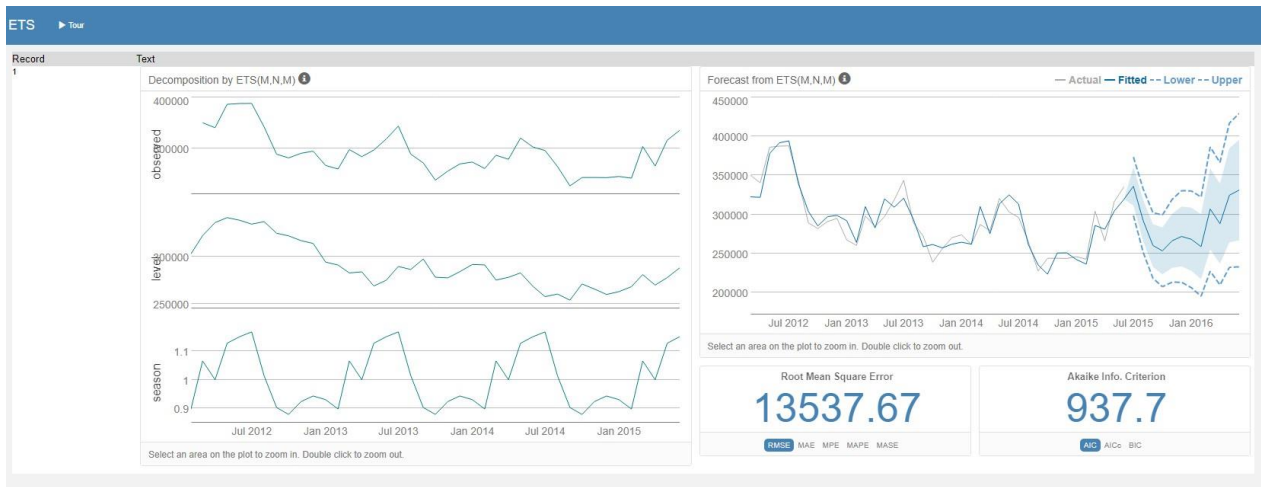 ETS ▶ Tour
Record Text
1
Decomposition by ETS(M,N,M)
400000
300000
observed
300000
250000
level
1.1
1
0.9
season
Jul 2012 Jan 2013 Jul 2013 Jan 2014 Jul 2014 Jan 2015
Select an area on the plot to zoom in. Double click to zoom out.
Forecast from ETS(M,N,M)
Actual Fitted Lower Upper
450000
400000
350000
300000
250000
200000
Jul 2012 Jan 2013 Jul 2013 Jan 2014 Jul 2014 Jan 2015 Jul 2015 Jan 2016
Select an area on the plot to zoom in. Double click to zoom out.
Root Mean Square Error
13537.67
RMSE MAE MPE MAPE MASE
Akaike Info. Criterion
937.7
AIC AICc BIC